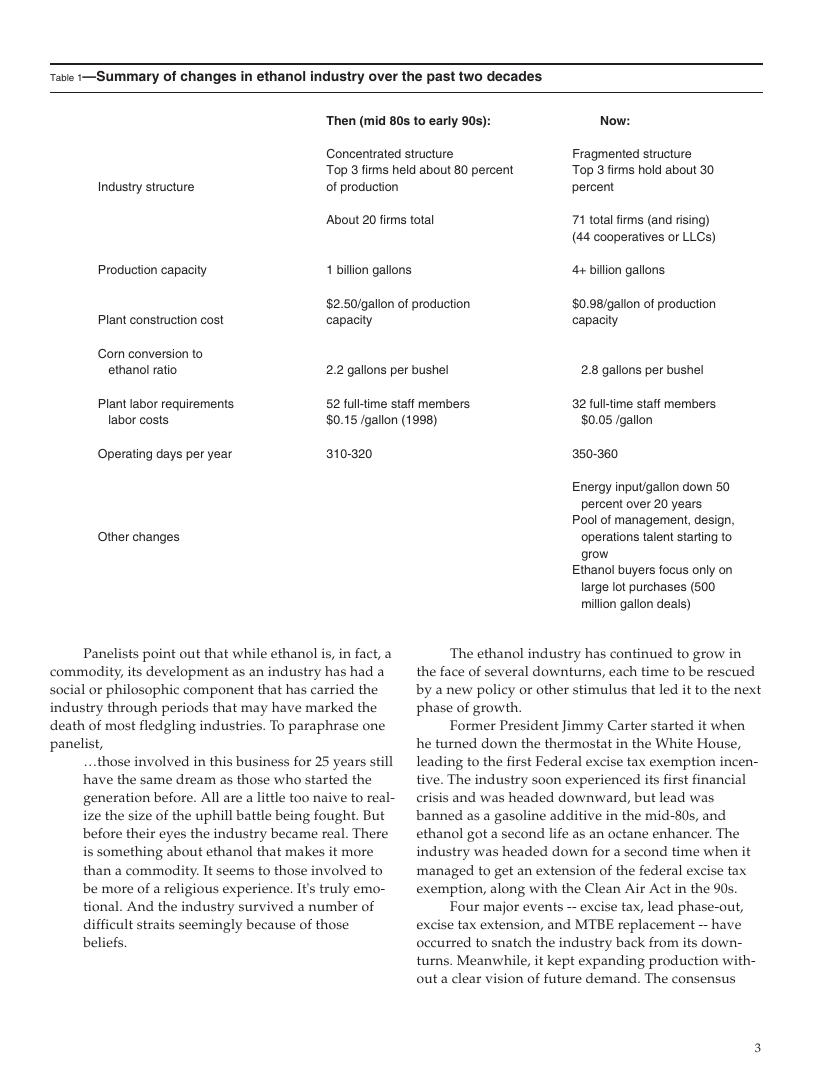 Table 1—Summary of changes in ethanol industry over the past two decades
Then (mid 80s to early 90s):
Now:
Industry structure
Concentrated structure
Top 3 firms held about 80 percent
of production
Fragmented structure
Top 3 firms hold about 30
percent
About 20 firms total
71 total firms (and rising)
(44 cooperatives or LLCs)
Production capacity
1 billion gallons
4+ billion gallons
Plant construction cost
$2.50/gallon of production
capacity
$0.98/gallon of production
capacity
Corn conversion to
ethanol ratio
2.2 gallons per bushel
2.8 gallons per bushel
Plant labor requirements
labor costs
52 full-time staff members
$0.15 /gallon (1998)
32 full-time staff members
$0.05 /gallon
Operating days per year
310-320
350-360
Other changes
Energy input/gallon down 50
percent over 20 years
Pool of management, design,
operations talent starting to
grow
Ethanol buyers focus only on
large lot purchases (500
million gallon deals)
Panelists point out that while ethanol is, in fact, a
commodity, its development as an industry has had a
social or philosophic component that has carried the
industry through periods that may have marked the
death of most fledgling industries. To paraphrase one
panelist,
…those involved in this business for 25 years still
have the same dream as those who started the
generation before. All are a little too naive to real-
ize the size of the uphill battle being fought. But
before their eyes the industry became real. There
is something about ethanol that makes it more
than a commodity. It seems to those involved to
be more of a religious experience. It's truly emo-
tional. And the industry survived a number of
difficult straits seemingly because of those
beliefs.
The ethanol industry has continued to grow in
the face of several downturns, each time to be rescued
by a new policy or other stimulus that led it to the next
phase of growth.
Former President Jimmy Carter started it when
he turned down the thermostat in the White House,
leading to the first Federal excise tax exemption incen-
tive. The industry soon experienced its first financial
crisis and was headed downward, but lead was
banned as a gasoline additive in the mid-80s, and
ethanol got a second life as an octane enhancer. The
industry was headed down for a second time when it
managed to get an extension of the federal excise tax
exemption, along with the Clean Air Act in the 90s.
Four major events -- excise tax, lead phase-out,
excise tax extension, and MTBE replacement -- have
occurred to snatch the industry back from its down-
turns. Meanwhile, it kept expanding production with-
out a clear vision of future demand. The consensus
3